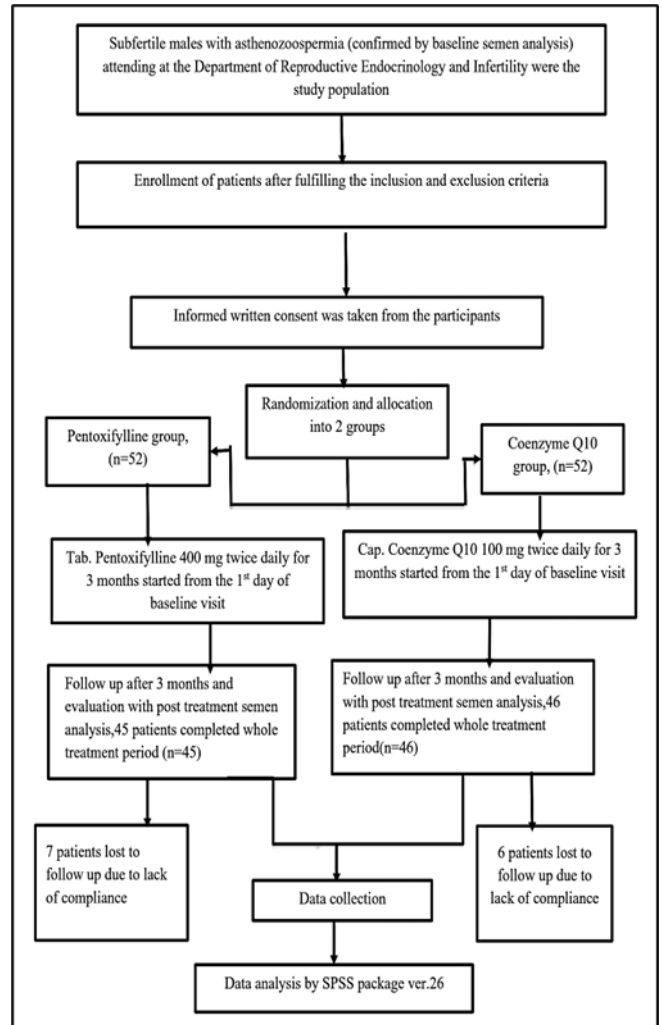 Subfertile males with asthenozoospermia (confirmed by baseline semen analysis)
attending at the Department of Reproductive Endocrinology and Infertility were the
study population
Enrollment of patients after fulfilling the inclusion and exclusion criteria
Informed written consent was taken from the participants
Randomization and allocation
into 2 groups
Pentoxifylline group,
(n=52)
Coenzyme Q10
group, (n=52)
Tab. Pentoxifylline 400 mg twice daily for
3 months started from the 1st day of
baseline visit
Cap. Coenzyme Q10 100 mg twice daily for 3
months started from the 1st day of baseline visit
Follow up after 3 months and
evaluation with post treatment semen
analysis,45 patients completed whole
treatment period (n=45)
Follow up after 3 months and evaluation
with post treatment semen analysis,46
patients completed whole treatment
period(n=46)
7 patients lost to
follow up due to lack
of compliance
6 patients lost to
follow up due to
lack of compliance
Data collection
Data analysis by SPSS package ver.26